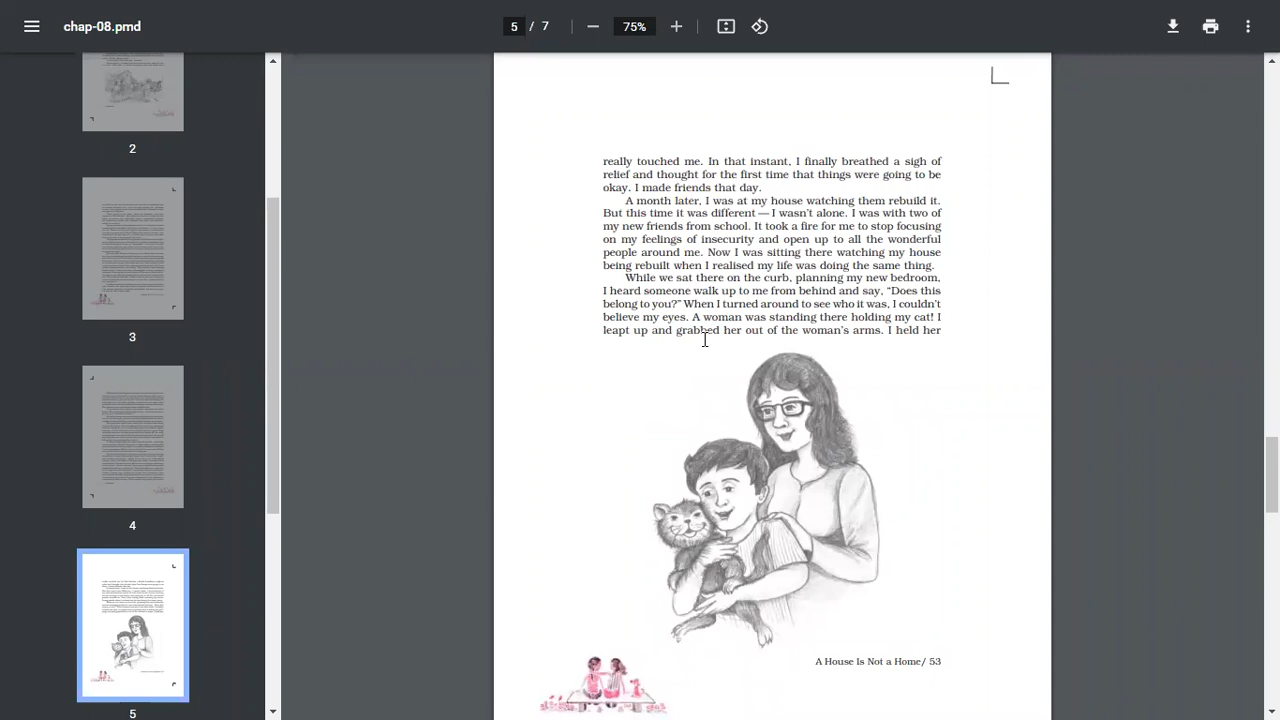 chap-08.pmd
5 / 7
75%
2
3
4
5
really touched me. In that instant, I finally breathed a sigh of
relief and thought for the first time that things were going to be
okay. I made friends that day.
A month later, I was at my house watching them rebuild it.
But this time it was different — I wasn't alone. I was with two of
my new friends from school. It took a fire for me to stop focusing
on my feelings of insecurity and open up to all the wonderful
people around me. Now I was sitting there watching my house
being rebuilt when I realised my life was doing the same thing.
While we sat there on the curb, planning my new bedroom,
I heard someone walk up to me from behind and say, “Does this
belong to you?” When I turned around to see who it was, I couldn't
believe my eyes. A woman was standing there holding my cat! I
leapt up and grabbed her out of the woman's arms. I held her
A House Is Not a Home/ 53